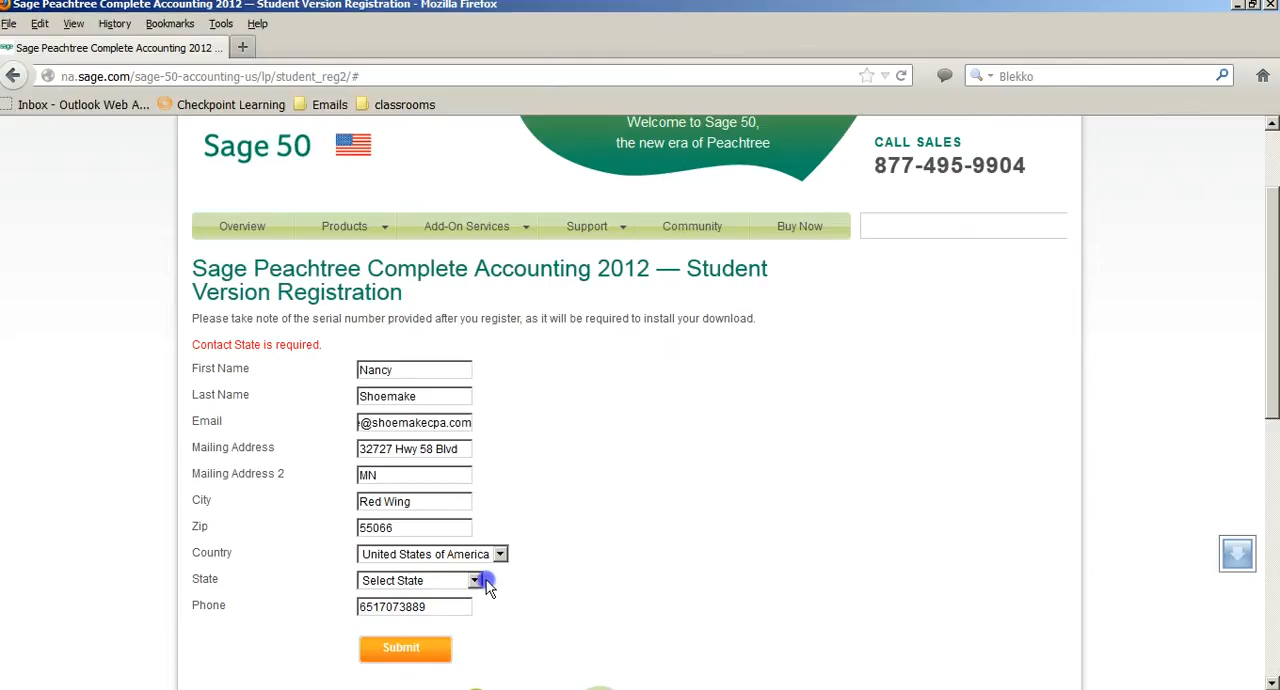 Sage Peachtree Complete Accounting 2012 — Student Version Registration - Mozilla Firefox
File Edit View History Bookmarks Tools Help
sage Sage Peachtree Complete Accounting 2012 ... +
na.sage.com/sage-50-accounting-us/lp/student_reg2/# Blekko
Inbox - Outlook Web A... Checkpoint Learning Emails classrooms
Sage 50
Welcome to Sage 50,
the new era of Peachtree
CALL SALES
877-495-9904
Overview Products Add-On Services Support Community Buy Now
Sage Peachtree Complete Accounting 2012 — Student
Version Registration
Please take note of the serial number provided after you register, as it will be required to install your download.
Contact State is required.
First Name Nancy
Last Name Shoemake
Email @shoemakecpa.com
Mailing Address 32727 Hwy 58 Blvd
Mailing Address 2 MN
City Red Wing
Zip 55066
Country United States of America
State Select State
Phone 6517073889
Submit